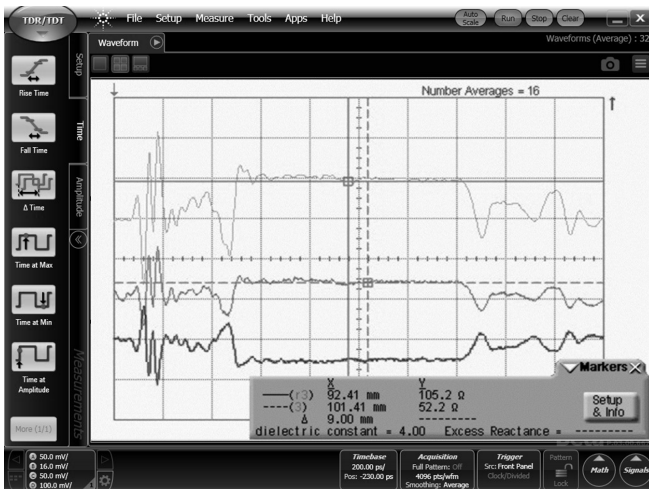 TDR/TDT
File Setup Measure Tools Apps Help
Auto Scale
Run
Stop
Clear
Waveform
Waveforms (Average) : 32
Setup
Time
Amplitude
Measurements
Rise Time
Fall Time
Δ Time
Time at Max
Time at Min
Time at
Amplitude
More (1/1)
Number Averages = 16
Markers
X Y
(r3) 92.41 mm 105.2 Ω
(3) 101.41 mm 52.2 Ω
Δ 9.00 mm ---------
dielectric constant = 4.00 Excess Reactance = ---------
Setup
& Info
50.0 mV/
16.0 mV/
50.0 mV/
100.0 mV/
Timebase
200.00 ps/
Pos: -230.00 ps
Acquisition
Full Pattern: Off
4096 pts/wfm
Smoothing: Average
Trigger
Src: Front Panel
Clock/Divided
Pattern
Lock
Math
Signals